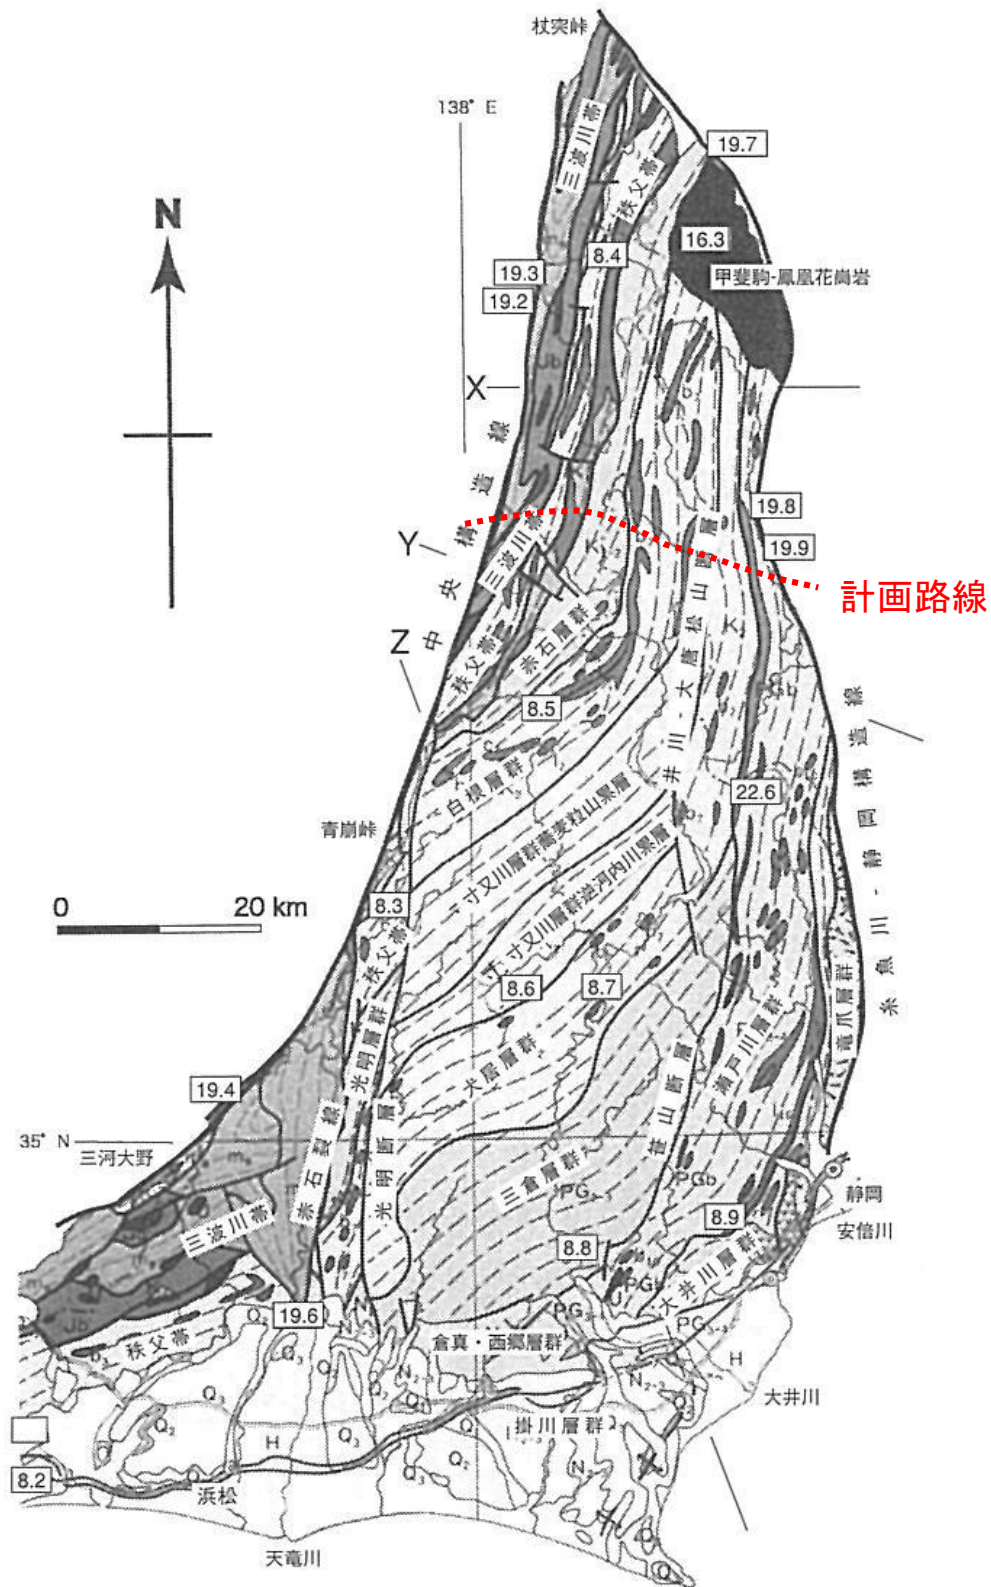 杖突峠
138° E
三波川帯
19.7
秩父帯
N
16.3
8.4
19.3
甲斐駒-鳳凰花崗岩
19.2
Jb
X
中央構造線
19.8
Y
三波川帯
19.9
計画路線
赤石層群
Z
秩父帯
井川-大唐松山断層
8.5
白根層群
22.6
糸魚川-静岡構造線
青崩峠
寸又川層群蕎麦粒山累層
0 20 km
8.3
寸又川層群逆河内川累層
秩父帯
竜爪層群
8.6
8.7
光明層群
犬居層群
瀬戸川層群
19.4
35° N
三河大野
赤石裂線
光明断層
笹山断層
三倉層群
PGb
静岡
三波川帯
8.9
安倍川
8.8
大井川層群
19.6
Jb
秩父帯
倉真・西郷層群
H
大井川
Q₃
Q₂
H
Q₃
掛川層群
8.2
浜松
天竜川